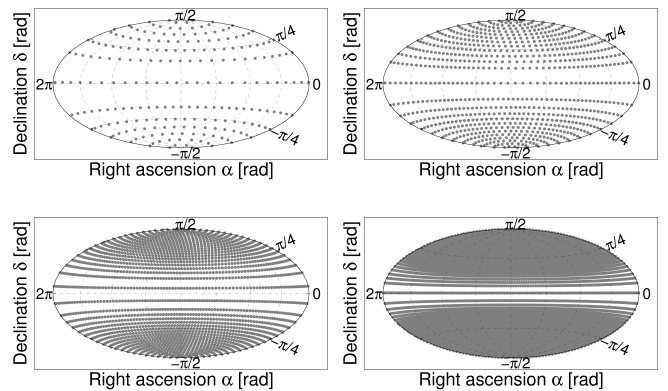 π/2
π/4
Declination δ [rad]
2π
0
−π/4
−π/2
Right ascension α [rad]
π/2
π/4
Declination δ [rad]
2π
0
−π/4
−π/2
Right ascension α [rad]
π/2
π/4
Declination δ [rad]
2π
0
−π/4
−π/2
Right ascension α [rad]
π/2
π/4
Declination δ [rad]
2π
0
−π/4
−π/2
Right ascension α [rad]